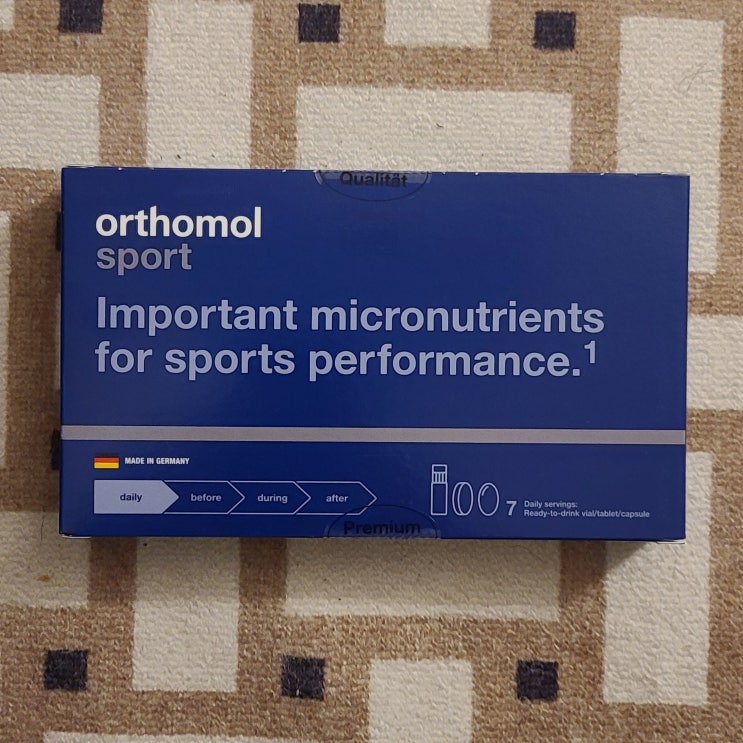 Qualität
orthomol
sport
Important micronutrients
for sports performance.¹
MADE IN GERMANY
daily before during after
7 Daily servings:
Ready-to-drink vial/tablet/capsule
Premium